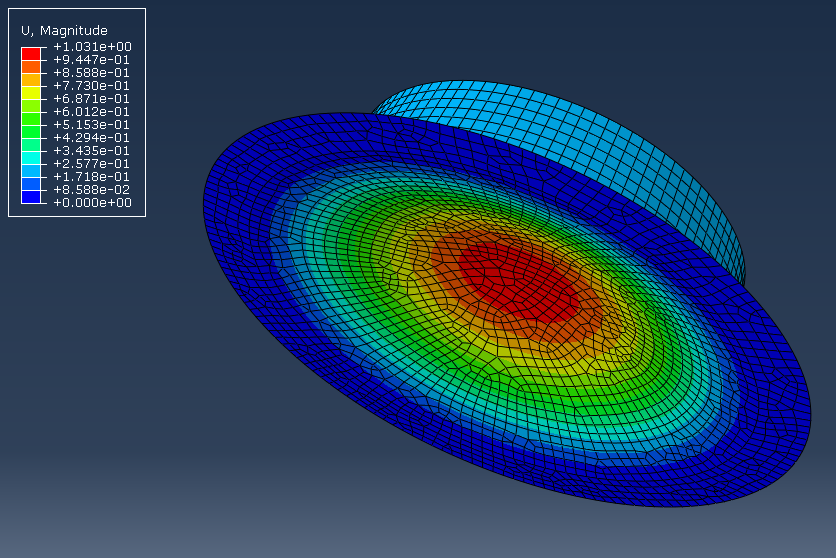 U, Magnitude
+1.031e+00
+9.447e-01
+8.588e-01
+7.730e-01
+6.871e-01
+6.012e-01
+5.153e-01
+4.294e-01
+3.435e-01
+2.577e-01
+1.718e-01
+8.588e-02
+0.000e+00